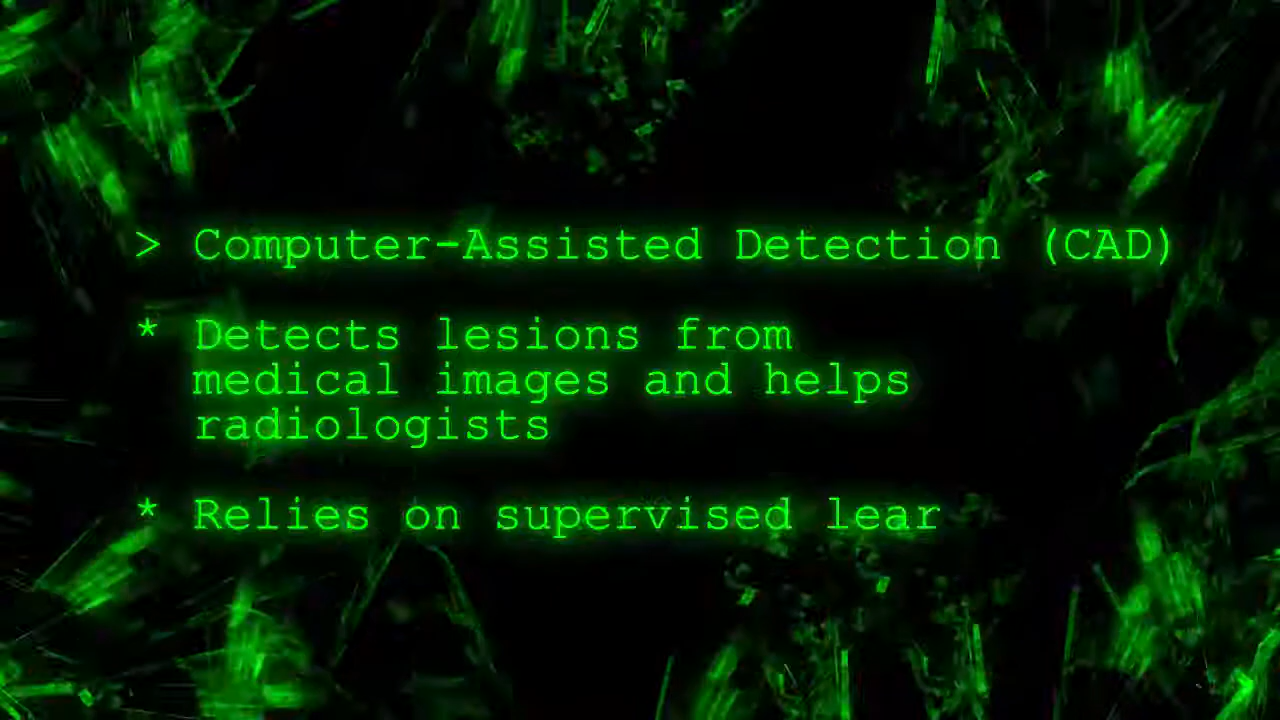 > Computer-Assisted Detection (CAD)
* Detects lesions from
medical images and helps
radiologists
* Relies on supervised lear